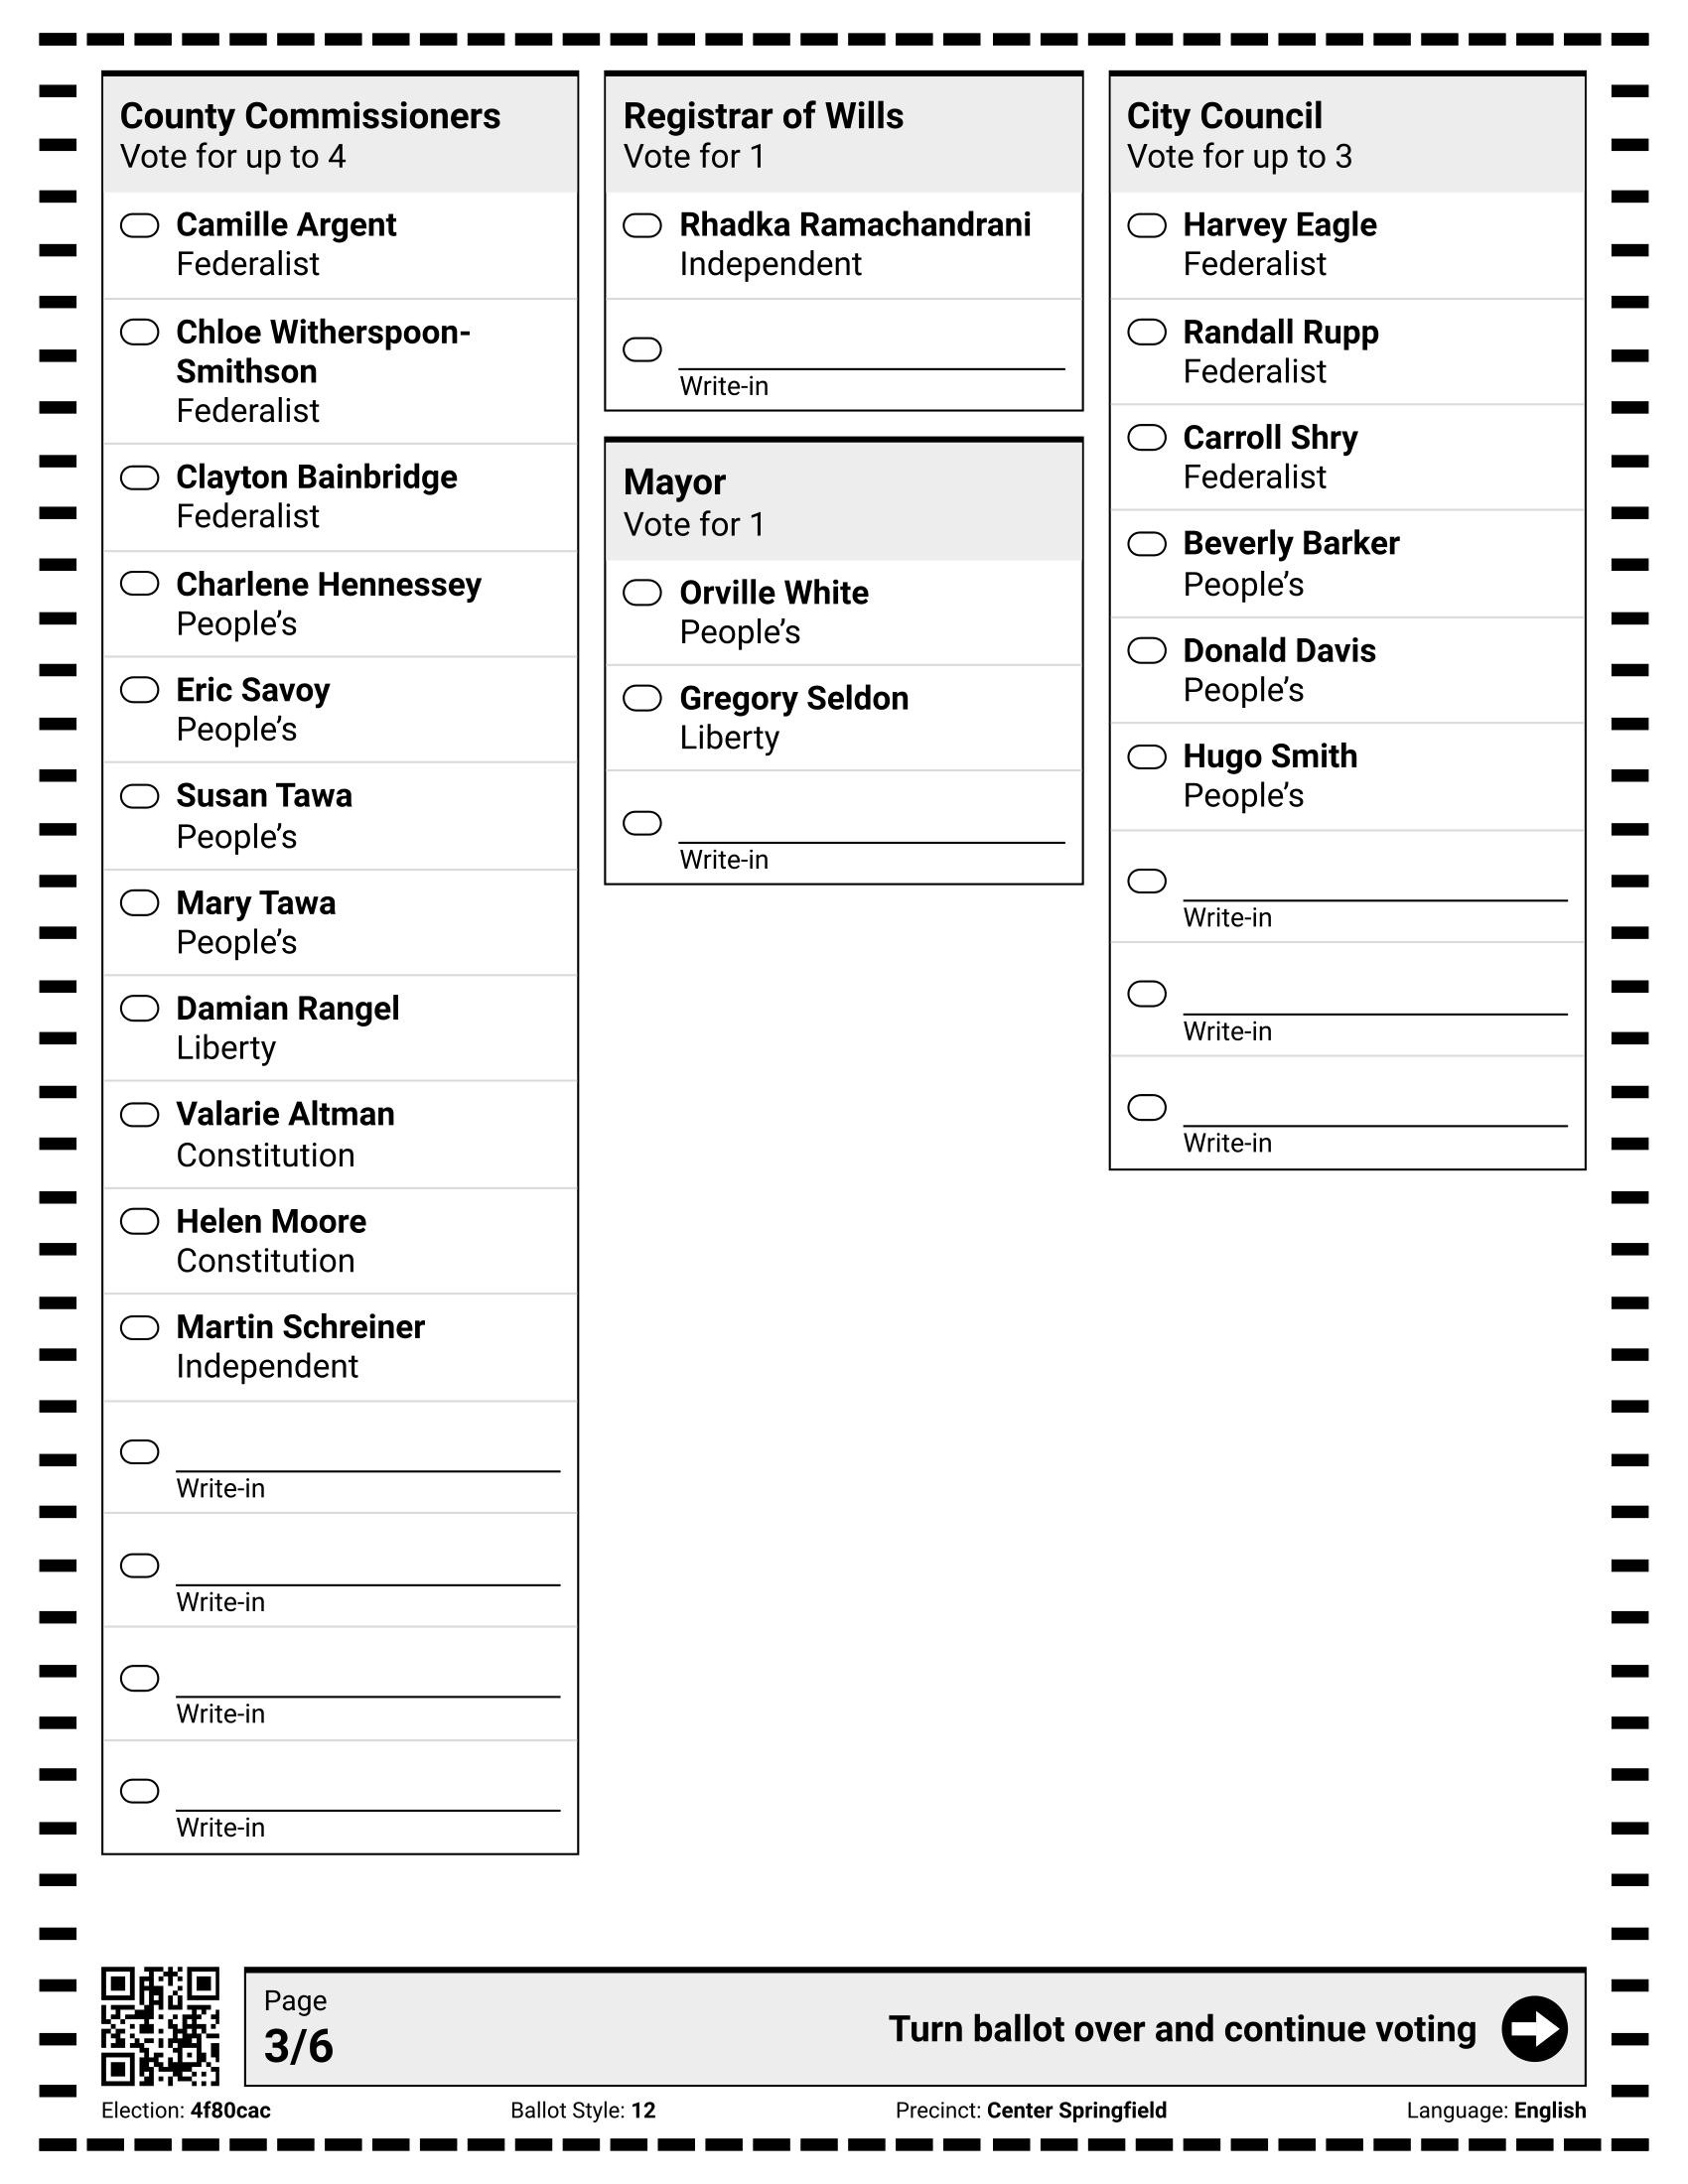 County Commissioners
Vote for up to 4
Camille Argent
Federalist
Chloe Witherspoon-
Smithson
Federalist
Clayton Bainbridge
Federalist
Charlene Hennessey
People’s
Eric Savoy
People’s
Susan Tawa
People’s
Mary Tawa
People’s
Damian Rangel
Liberty
Valarie Altman
Constitution
Helen Moore
Constitution
Martin Schreiner
Independent
Write-in
Write-in
Write-in
Write-in
Registrar of Wills
Vote for 1
Rhadka Ramachandrani
Independent
Write-in
Mayor
Vote for 1
Orville White
People’s
Gregory Seldon
Liberty
Write-in
City Council
Vote for up to 3
Harvey Eagle
Federalist
Randall Rupp
Federalist
Carroll Shry
Federalist
Beverly Barker
People’s
Donald Davis
People’s
Hugo Smith
People’s
Write-in
Write-in
Write-in
Page
3/6
Turn ballot over and continue voting
Election: 4f80cac
Ballot Style: 12
Precinct: Center Springfield
Language: English